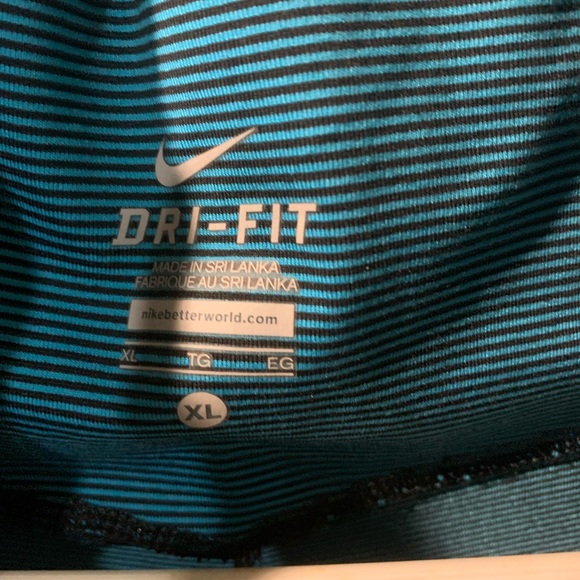 DRI-FIT
MADE IN SRI LANKA
FABRIQUE AU SRI LANKA
nikebetterworld.com
XL TG EG
XL